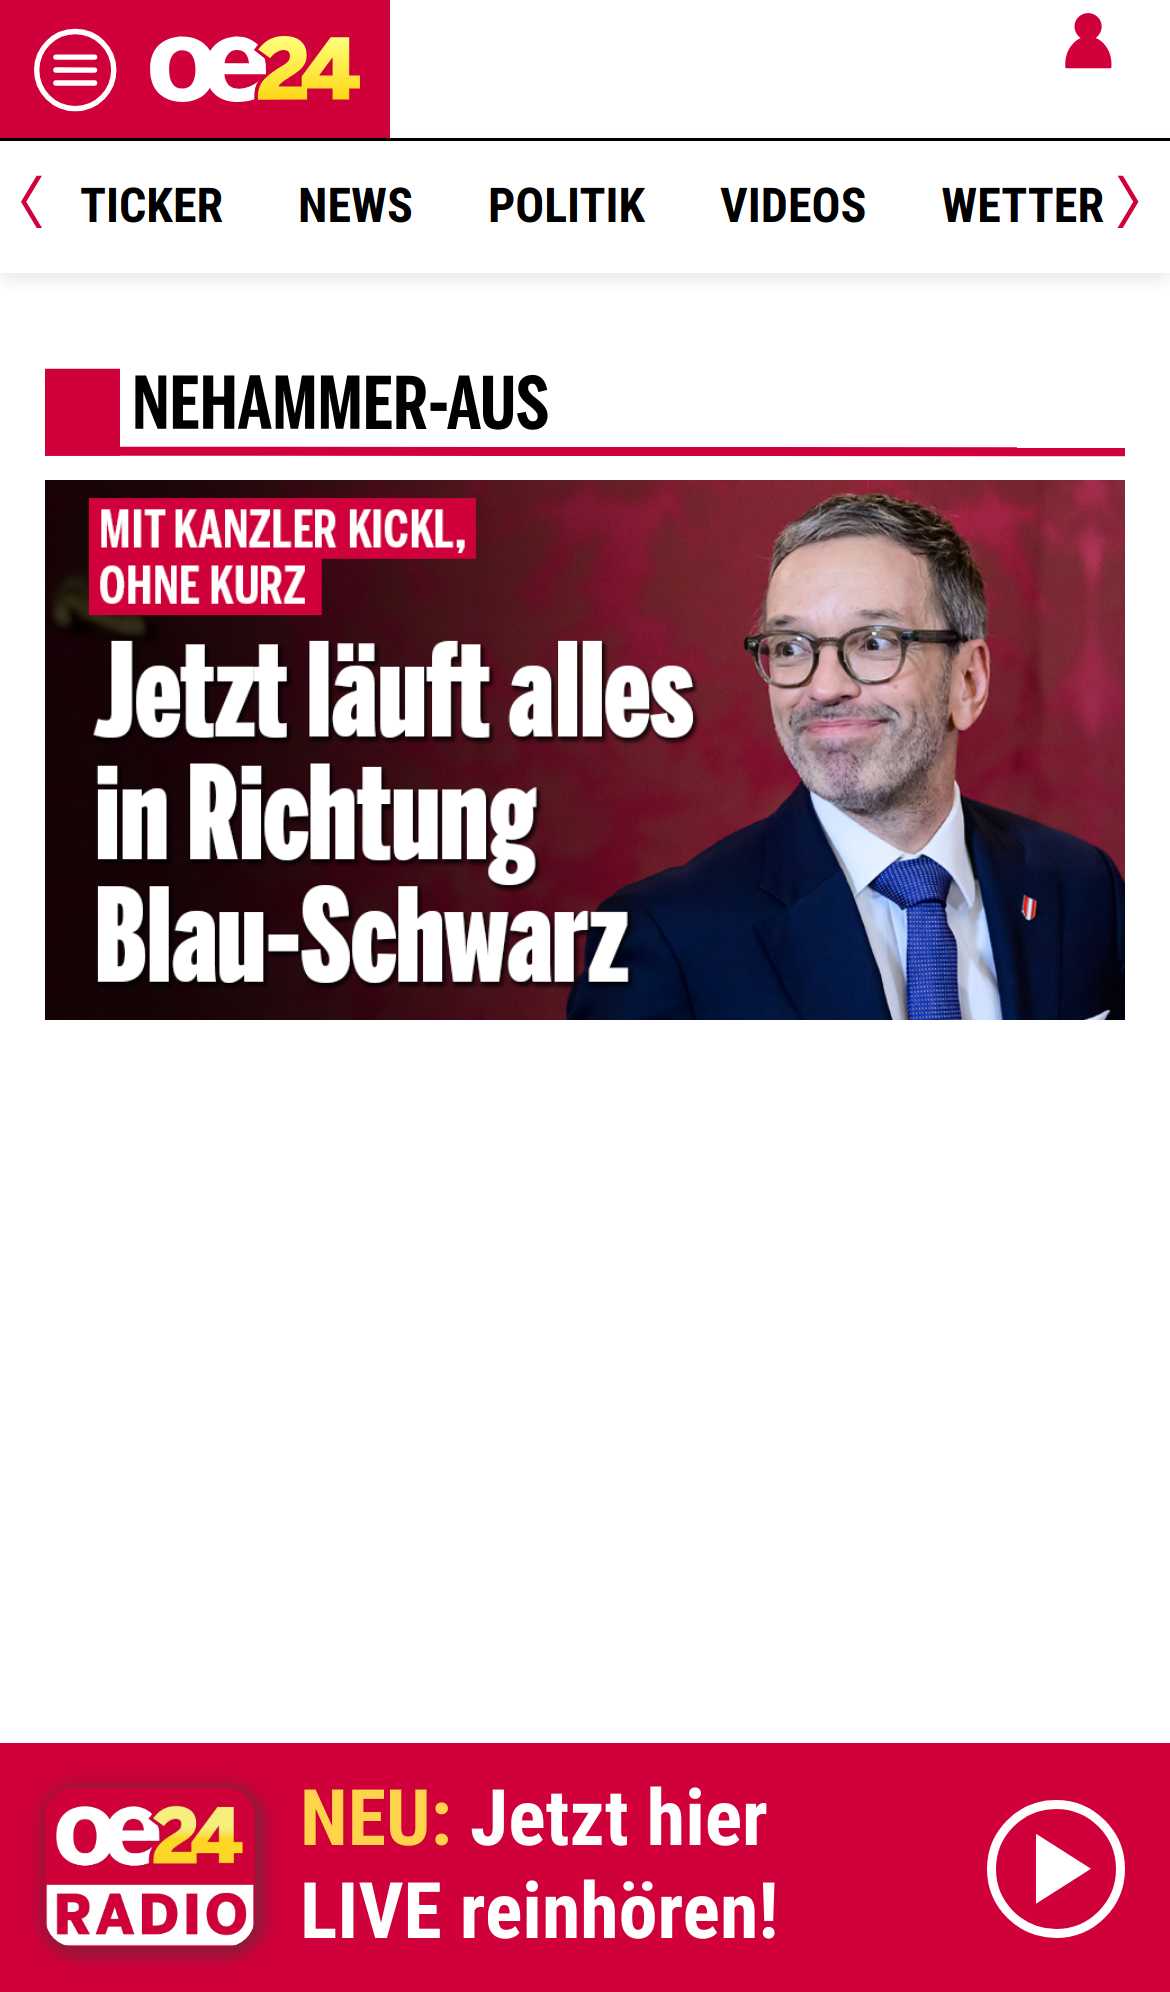 oe24
TICKER NEWS POLITIK VIDEOS WETTER
NEHAMMER-AUS
MIT KANZLER KICKL,
OHNE KURZ
Jetzt läuft alles
in Richtung
Blau-Schwarz
oe24
RADIO
NEU: Jetzt hier
LIVE reinhören!